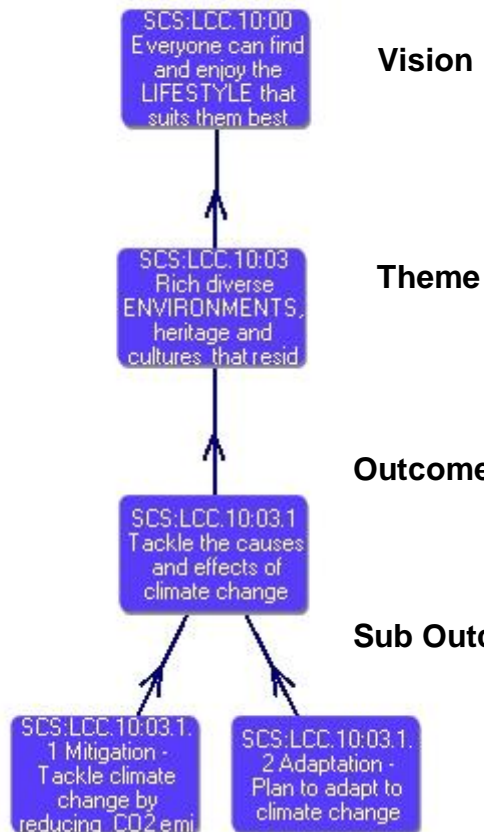 SCS:LCC.10:00
Everyone can find
and enjoy the
LIFESTYLE that
suits them best
Vision
SCS:LCC.10:03
Rich diverse
ENVIRONMENTS,
heritage and
cultures that resid
Theme
Outcome
SCS:LCC.10:03.1
Tackle the causes
and effects of
climate change
Sub Outc
SCS:LCC.10:03.1.
1 Mitigation -
Tackle climate
change by
reducing CO2 emi
SCS:LCC.10:03.1.
2 Adaptation -
Plan to adapt to
climate change